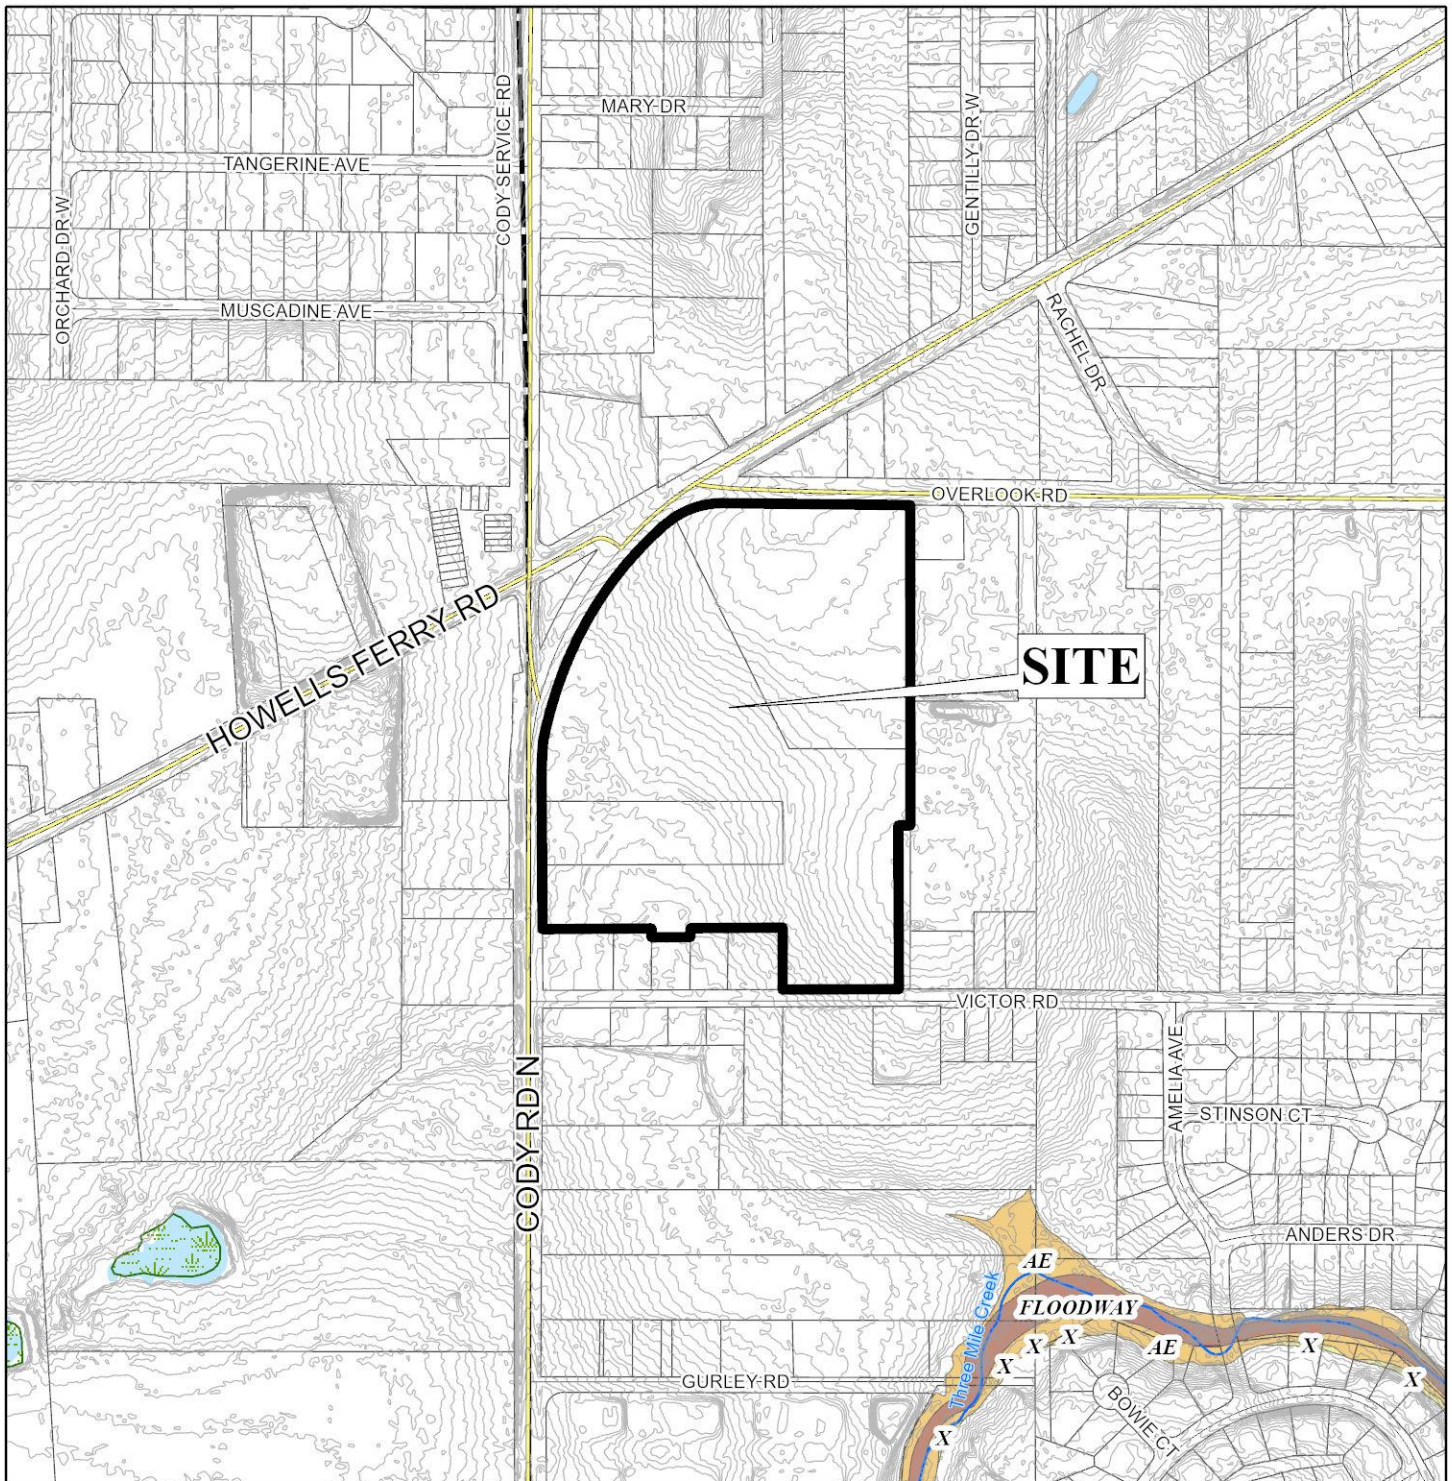 MARY DR
CODY SERVICE RD
GENTILLY DR W
TANGERINE AVE
ORCHARD DR W
MUSCADINE AVE
RACHEL DR
OVERLOOK RD
HOWELLS FERRY RD
SITE
VICTOR RD
CODY RD N
AMELIA AVE
STINSON CT
ANDERS DR
AE
FLOODWAY
Three Mile Creek
X
X
X
AE
X
X
GURLEY RD
BOWIE CT
X